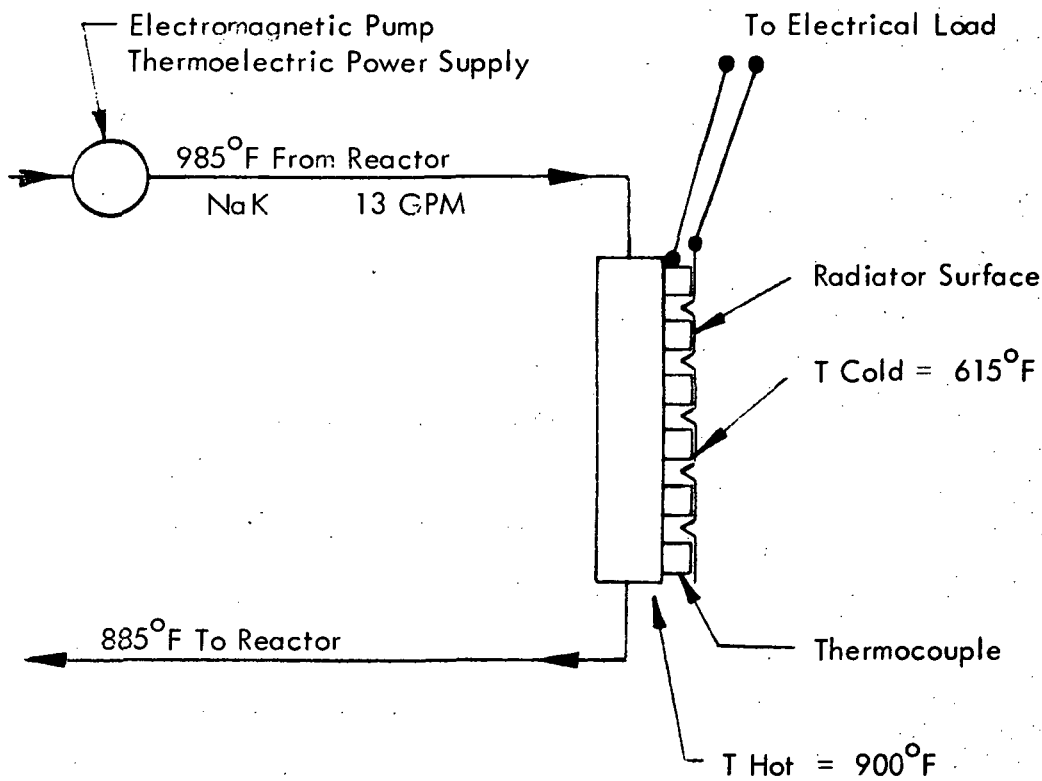 Electromagnetic Pump
Thermoelectric Power Supply
To Electrical Load
985°F From Reactor
NaK 13 GPM
Radiator Surface
T Cold = 615°F
885°F To Reactor
Thermocouple
T Hot = 900°F